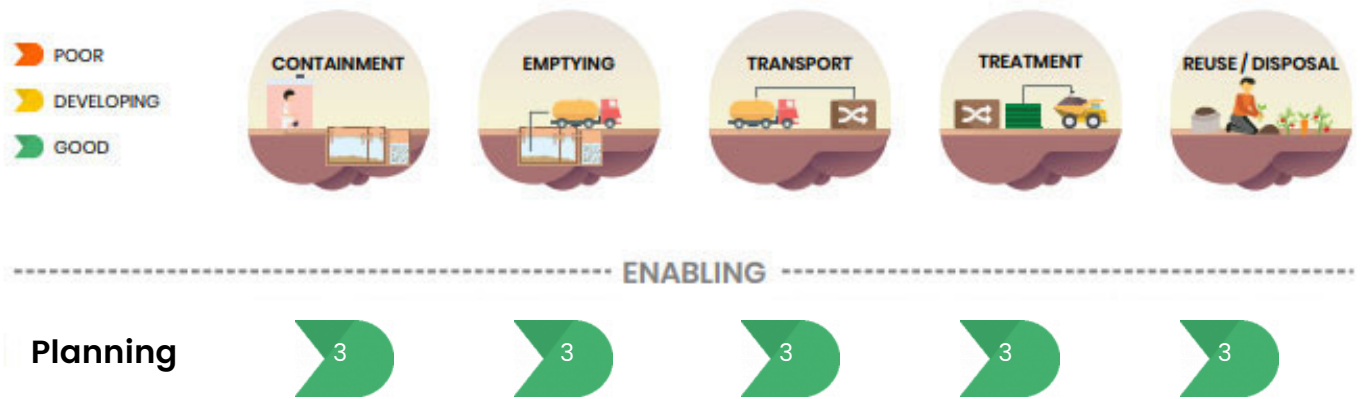 POOR
DEVELOPING
GOOD
CONTAINMENT
EMPTYING
TRANSPORT
TREATMENT
REUSE / DISPOSAL
ENABLING
Planning
3
3
3
3
3